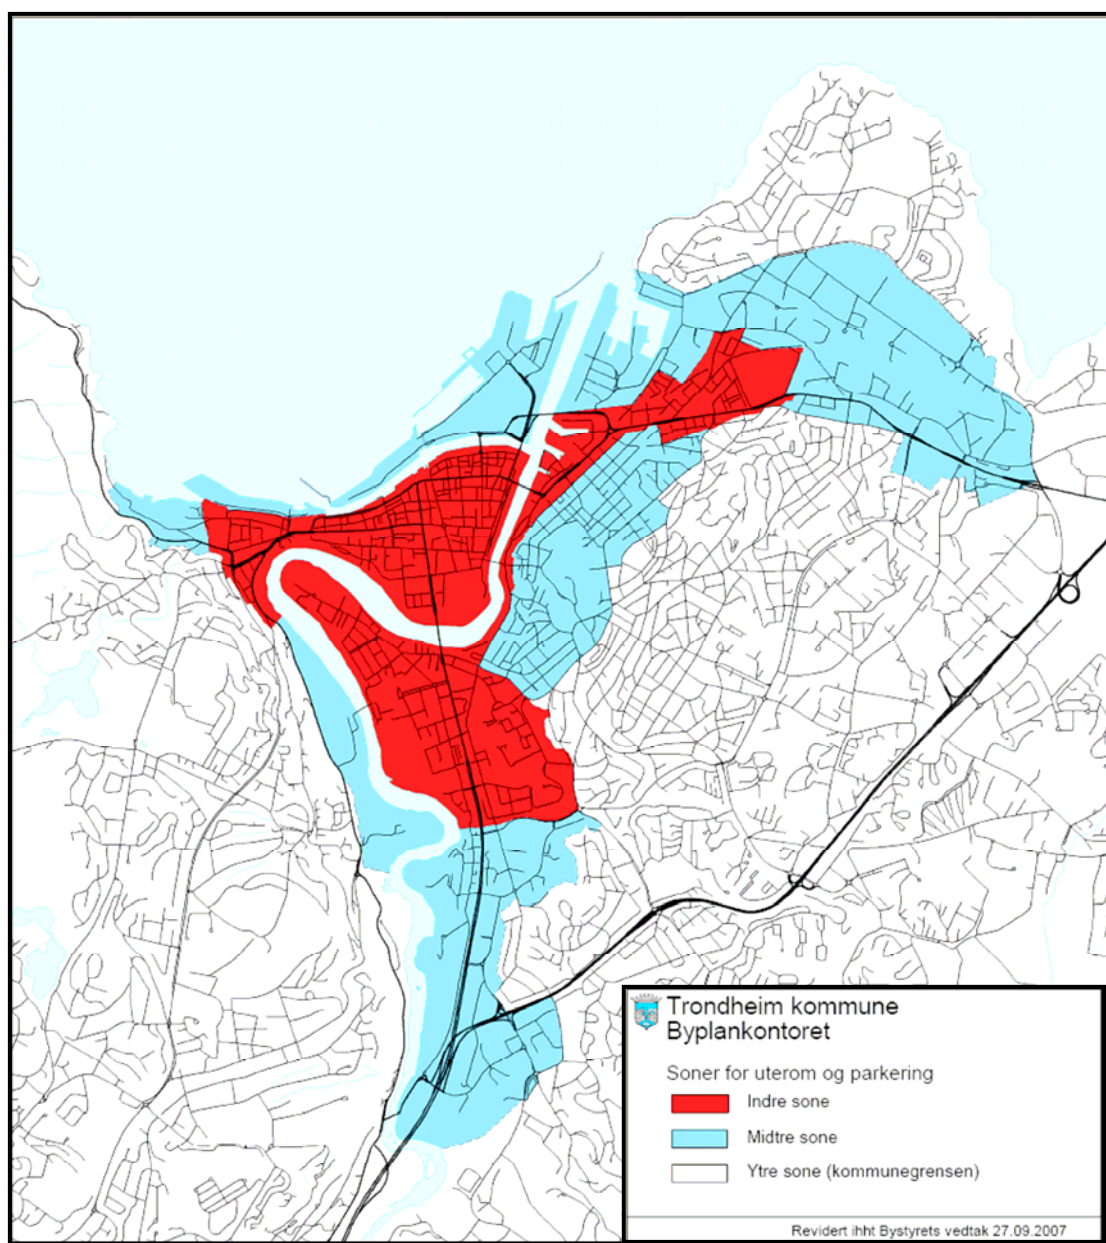 Trondheim kommune
Byplankontoret
Soner for uterom og parkering
Indre sone
Midtre sone
Ytre sone (kommunegrensen)
Revidert ihht Bystyrets vedtak 27.09.2007